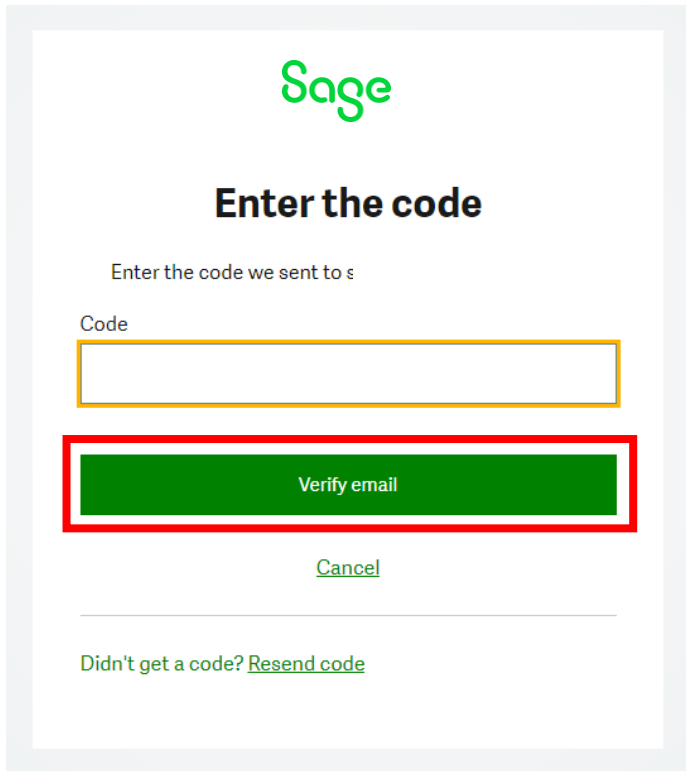 Sage
Enter the code
Enter the code we sent to s
Code
Verify email
Cancel
Didn't get a code? Resend code